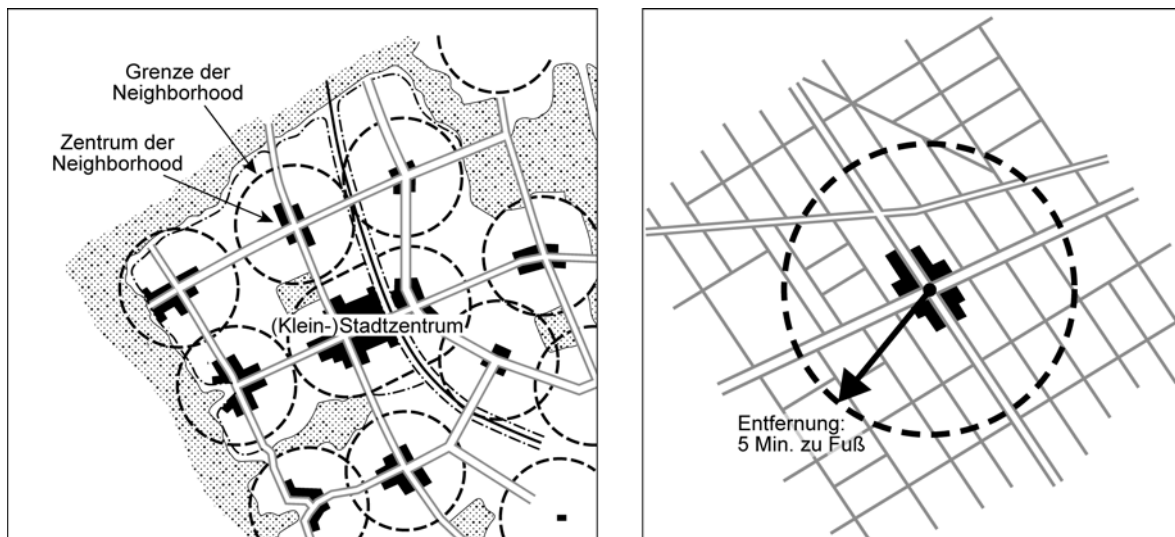 Grenze der
Neighborhood
Zentrum der
Neighborhood
(Klein-)Stadtzentrum
Entfernung:
5 Min. zu Fuß